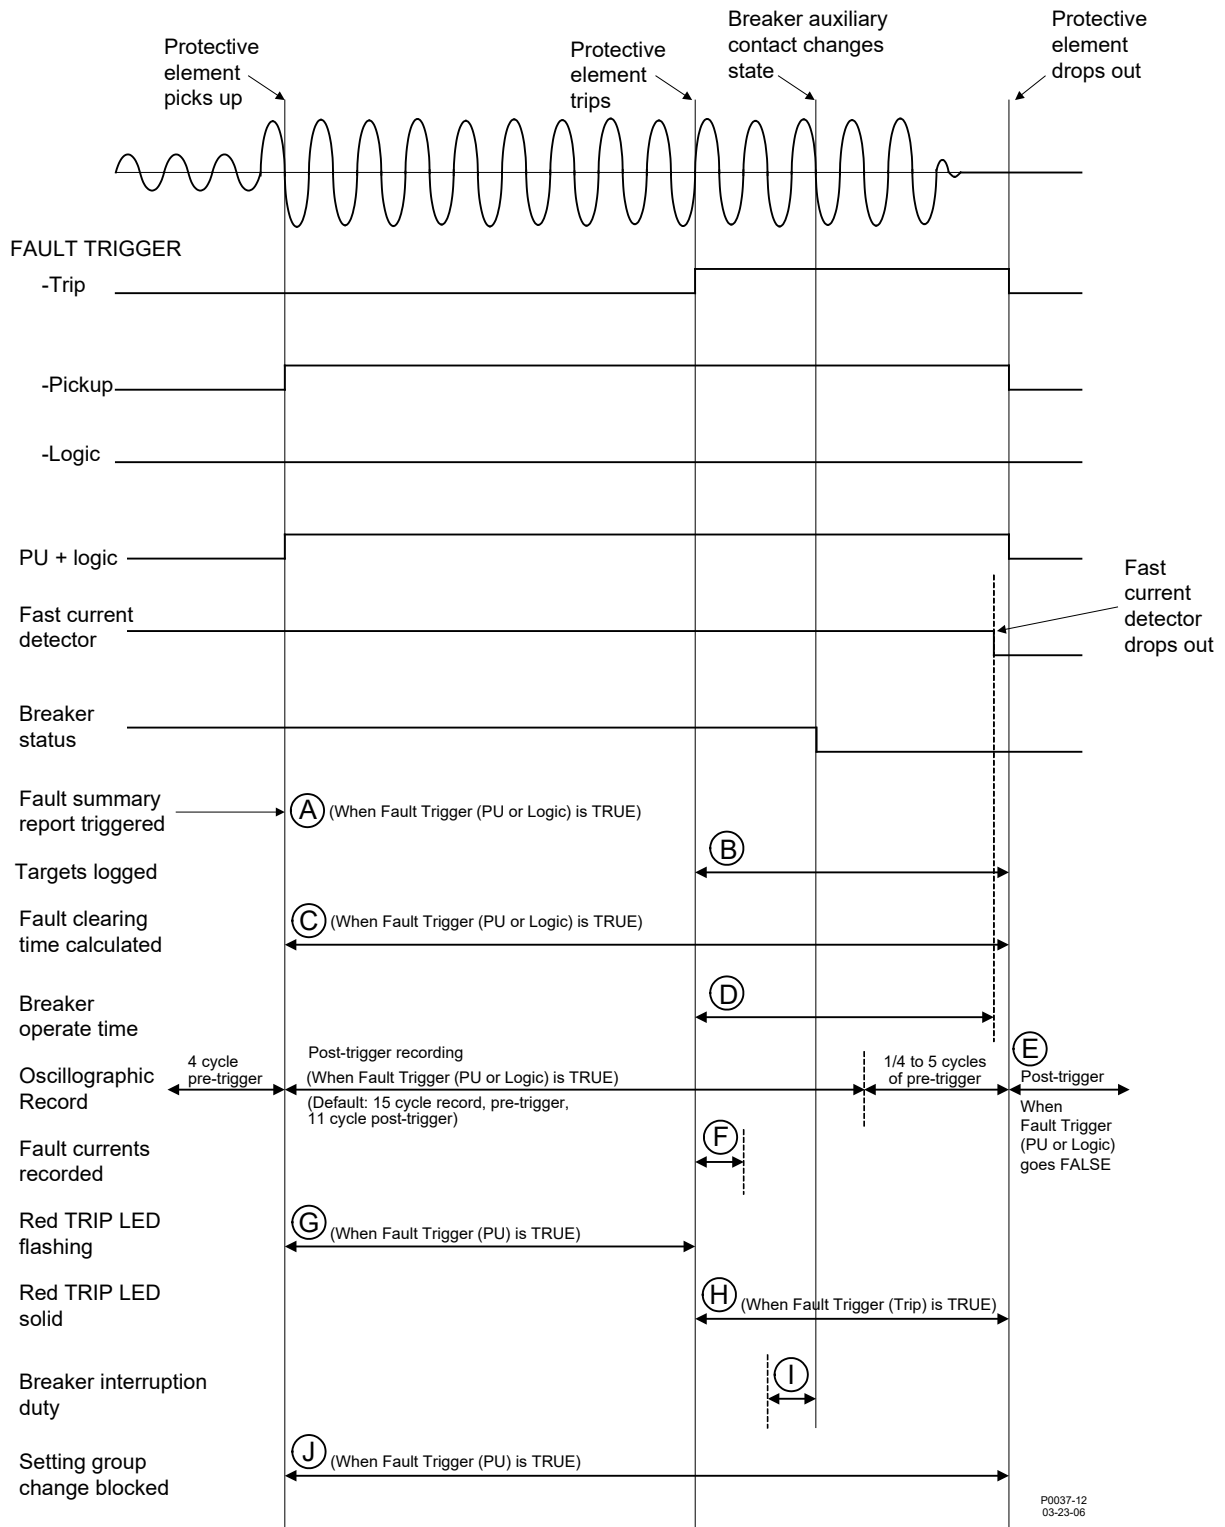 Protective
element
picks up
Protective
element
trips
Breaker auxiliary
contact changes
state
Protective
element
drops out
FAULT TRIGGER
-Trip
-Pickup
-Logic
PU + logic
Fast current
detector
Fast
current
detector
drops out
Breaker
status
Fault summary
report triggered
A (When Fault Trigger (PU or Logic) is TRUE)
Targets logged
B
Fault clearing
time calculated
C (When Fault Trigger (PU or Logic) is TRUE)
Breaker
operate time
D
Oscillographic
Record
4 cycle
pre-trigger
Post-trigger recording
(When Fault Trigger (PU or Logic) is TRUE)
(Default: 15 cycle record, pre-trigger,
11 cycle post-trigger)
1/4 to 5 cycles
of pre-trigger
E
Post-trigger
When
Fault Trigger
(PU or Logic)
goes FALSE
Fault currents
recorded
F
Red TRIP LED
flashing
G (When Fault Trigger (PU) is TRUE)
Red TRIP LED
solid
H (When Fault Trigger (Trip) is TRUE)
Breaker interruption
duty
I
Setting group
change blocked
J (When Fault Trigger (PU) is TRUE)
P0037-12
03-23-06